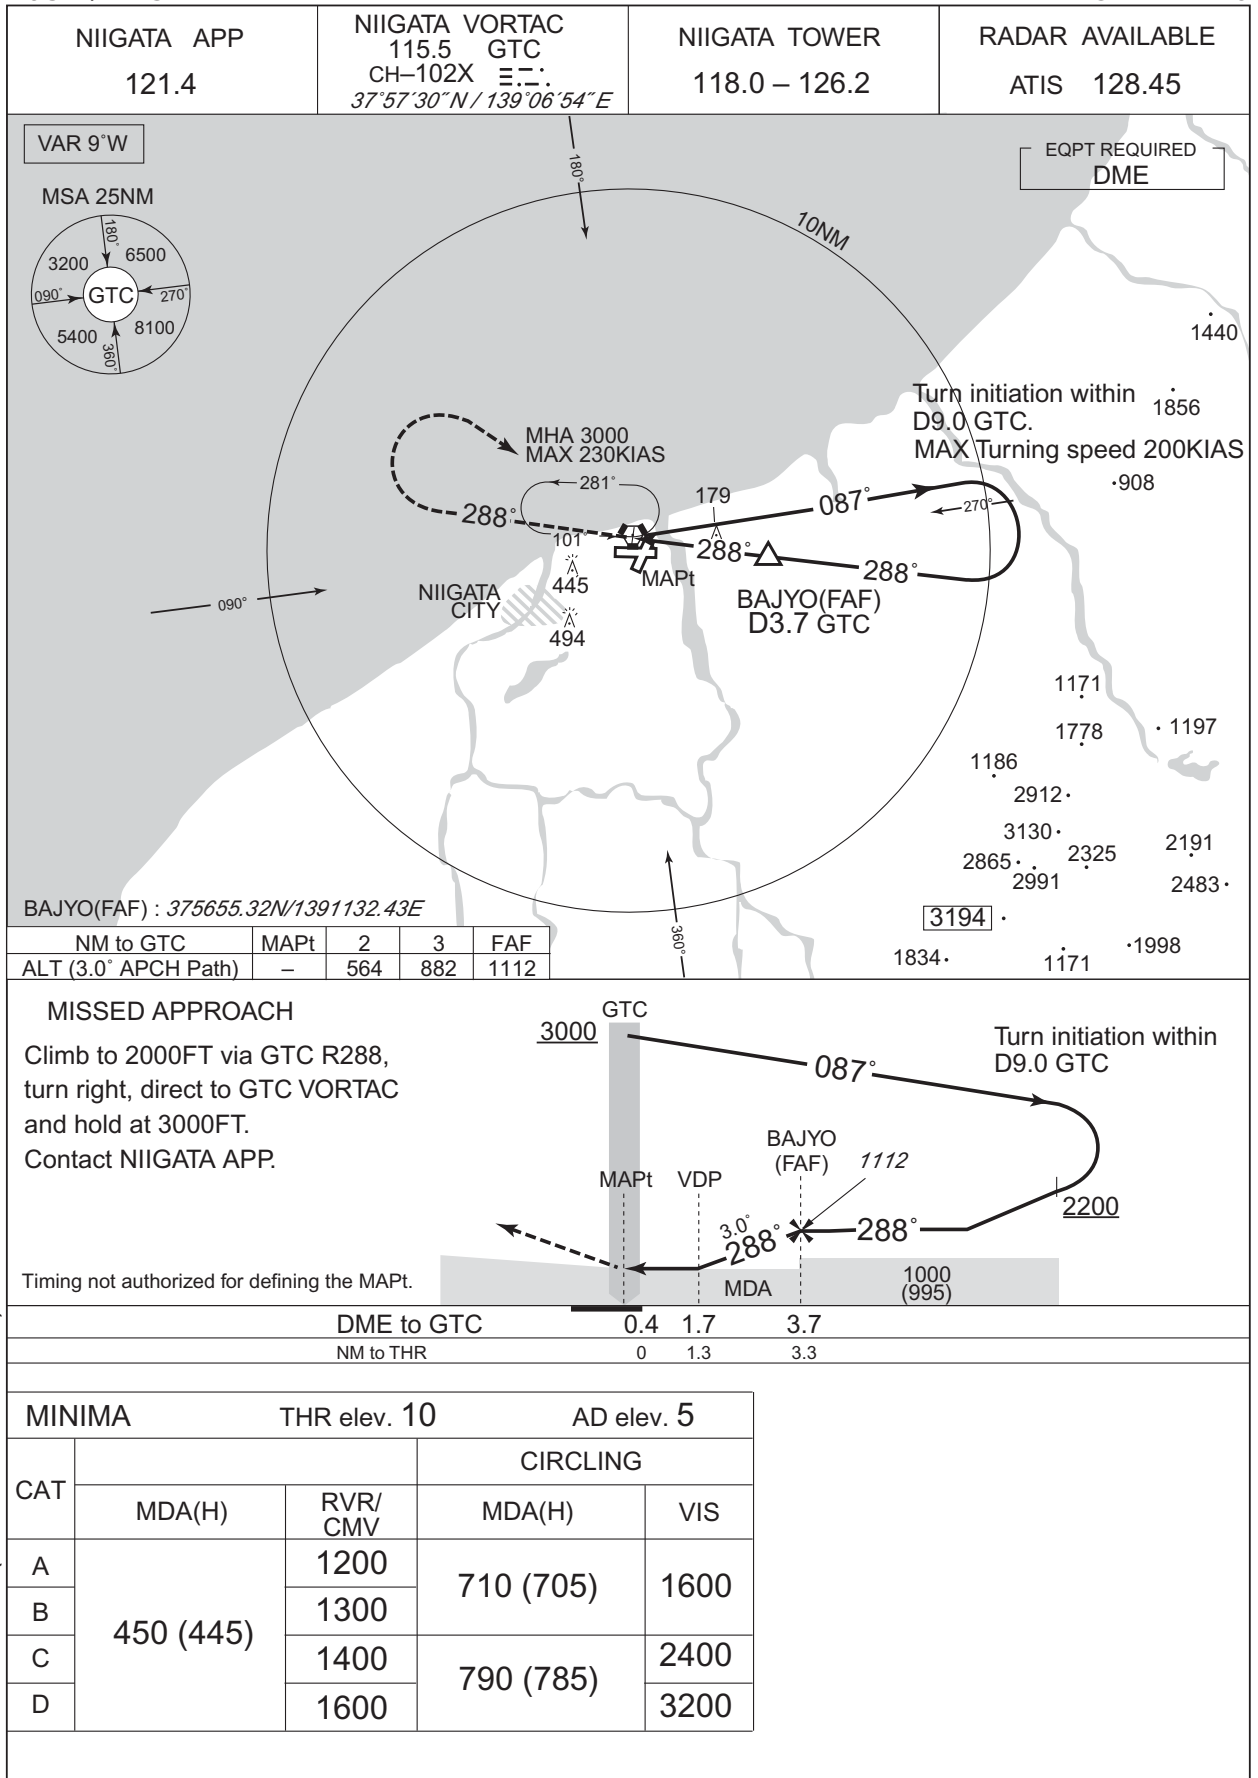 NIIGATA APP
121.4
NIIGATA VORTAC
115.5 GTC
CH–102X
37°57´30˝N / 139°06´54˝E
NIIGATA TOWER
118.0 – 126.2
RADAR AVAILABLE
ATIS 128.45
VAR 9°W
EQPT REQUIRED
DME
MSA 25NM
180°
3200
6500
090°
GTC
270°
5400
8100
360°
180°
10NM
1440
Turn initiation within
D9.0 GTC.
MAX Turning speed 200KIAS
1856
908
MHA 3000
MAX 230KIAS
281°
179
087°
270°
288°
101°
288°
288°
MAPt
445
NIIGATA
CITY
494
090°
BAJYO(FAF)
D3.7 GTC
1171
1778
1197
1186
2912
3130
2191
2865
2325
2991
2483
3194
1834
1171
1998
360°
BAJYO(FAF) : 375655.32N/1391132.43E
NM to GTC MAPt 2 3 FAF
ALT (3.0° APCH Path) – 564 882 1112
MISSED APPROACH
Climb to 2000FT via GTC R288,
turn right, direct to GTC VORTAC
and hold at 3000FT.
Contact NIIGATA APP.
Timing not authorized for defining the MAPt.
GTC
3000
087°
Turn initiation within
D9.0 GTC
BAJYO
(FAF)
1112
MAPt
VDP
2200
3.0°
288°
288°
MDA
1000
(995)
DME to GTC 0.4 1.7 3.7
NM to THR 0 1.3 3.3
MINIMA THR elev. 10 AD elev. 5
CAT
CIRCLING
MDA(H)
RVR/
CMV
MDA(H)
VIS
A 1200
710 (705) 1600
B 1300
450 (445)
C 1400 2400
790 (785)
D 1600 3200